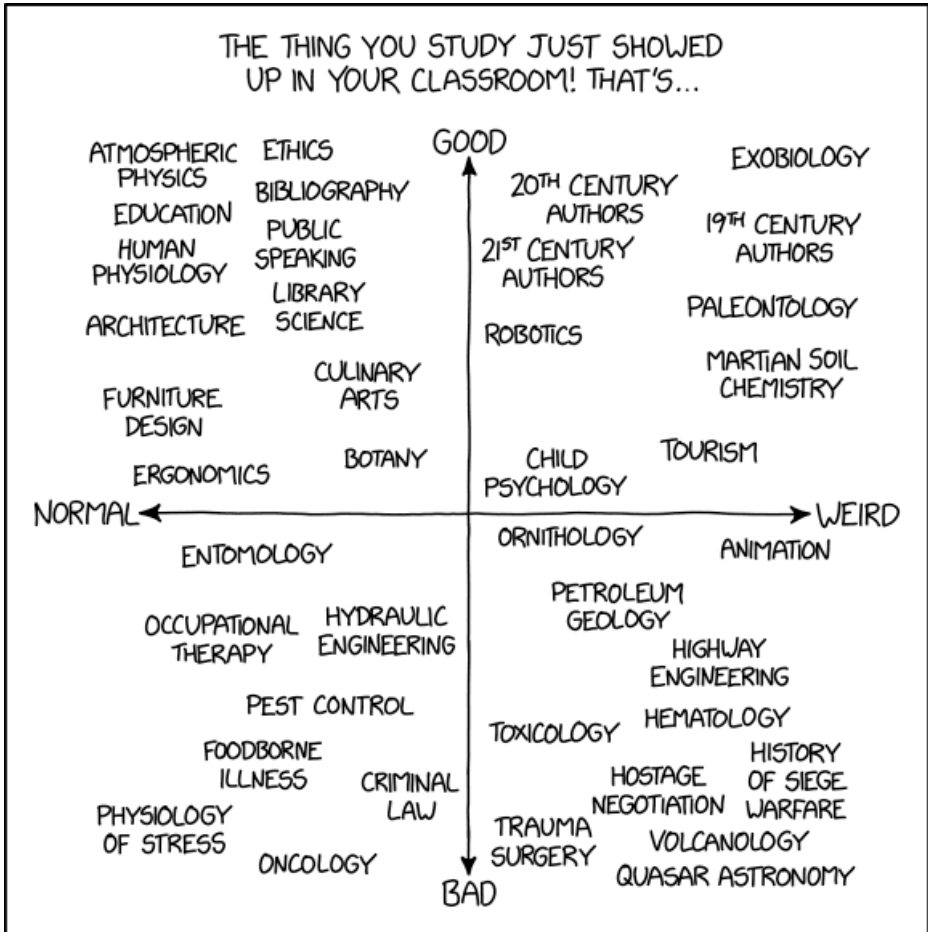 THE THING YOU STUDY JUST SHOWED
UP IN YOUR CLASSROOM! THAT'S...
GOOD
ATMOSPHERIC
PHYSICS
ETHICS
BIBLIOGRAPHY
EDUCATION
PUBLIC
SPEAKING
HUMAN
PHYSIOLOGY
LIBRARY
SCIENCE
ARCHITECTURE
CULINARY
ARTS
FURNITURE
DESIGN
BOTANY
ERGONOMICS
EXOBIOLOGY
20TH CENTURY
AUTHORS
19TH CENTURY
AUTHORS
21ST CENTURY
AUTHORS
PALEONTOLOGY
ROBOTICS
MARTIAN SOIL
CHEMISTRY
TOURISM
CHILD
PSYCHOLOGY
NORMAL
WEIRD
ENTOMOLOGY
OCCUPATIONAL
THERAPY
HYDRAULIC
ENGINEERING
PEST CONTROL
FOODBORNE
ILLNESS
CRIMINAL
LAW
PHYSIOLOGY
OF STRESS
ONCOLOGY
ORNITHOLOGY
ANIMATION
PETROLEUM
GEOLOGY
HIGHWAY
ENGINEERING
HEMATOLOGY
TOXICOLOGY
HISTORY
OF SIEGE
WARFARE
HOSTAGE
NEGOTIATION
TRAUMA
SURGERY
VOLCANOLOGY
QUASAR ASTRONOMY
BAD